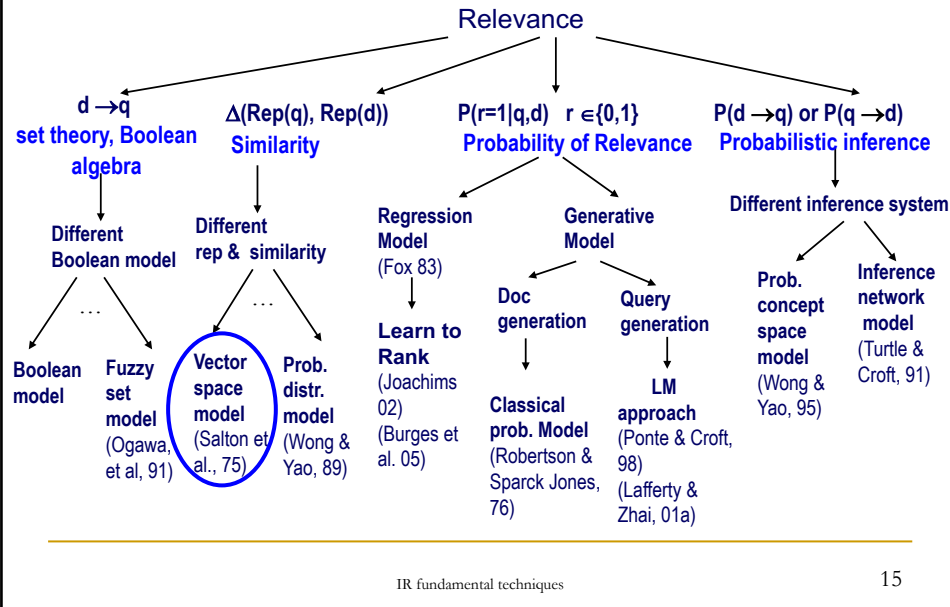 Relevance
d →q
set theory, Boolean
algebra
Δ(Rep(q), Rep(d))
Similarity
P(r=1|q,d)   r ∈{0,1}
Probability of Relevance
P(d →q) or P(q →d)
Probabilistic inference
Different
Boolean model
…
Boolean
model
Fuzzy
set
model
(Ogawa,
et al, 91)
Different
rep & similarity
…
Vector
space
model
(Salton et
al., 75)
Prob.
distr.
model
(Wong &
Yao, 89)
Regression
Model
(Fox 83)
Learn to
Rank
(Joachims
02)
(Burges et
al. 05)
Generative
Model
Doc
generation
Classical
prob. Model
(Robertson &
Sparck Jones,
76)
Query
generation
LM
approach
(Ponte & Croft,
98)
(Lafferty &
Zhai, 01a)
Different inference system
Prob.
concept
space
model
(Wong &
Yao, 95)
Inference
network
model
(Turtle &
Croft, 91)
IR fundamental techniques
15